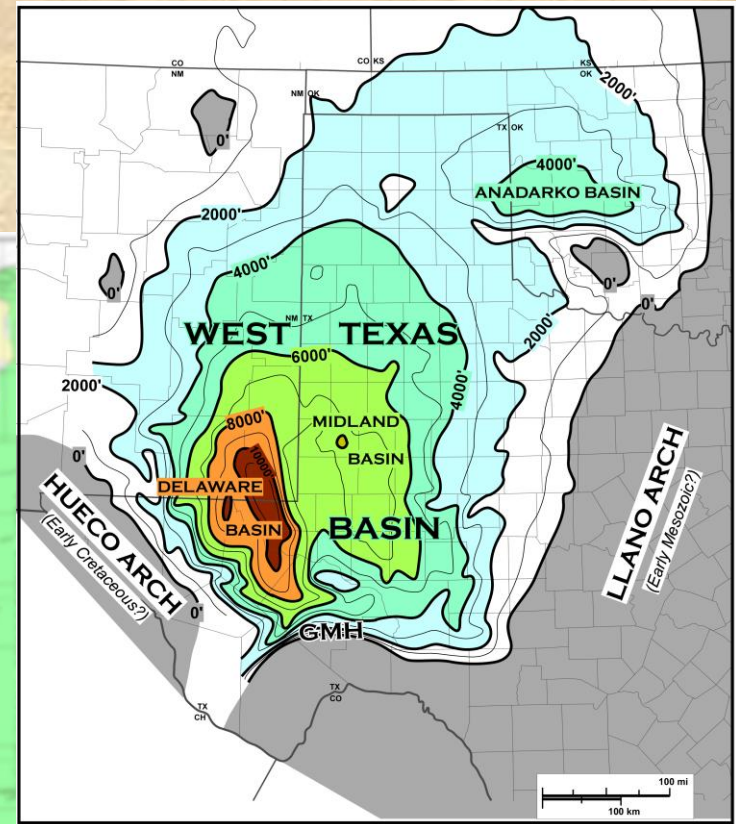 CO
NM
CO KS
KS
OK
2000'
NM OK
0'
TX OK
4000'
ANADARKO BASIN
2000'
4000'
0'
0'
0'
NM TX
WEST TEXAS
2000'
6000'
2000'
4000'
8000'
MIDLAND
BASIN
10000'
0'
DELAWARE
BASIN
BASIN
HUECO ARCH
(Early Cretaceous?)
LLANO ARCH
(Early Mesozoic?)
0'
GMH
TX
CH
TX
CO
100 mi
100 km